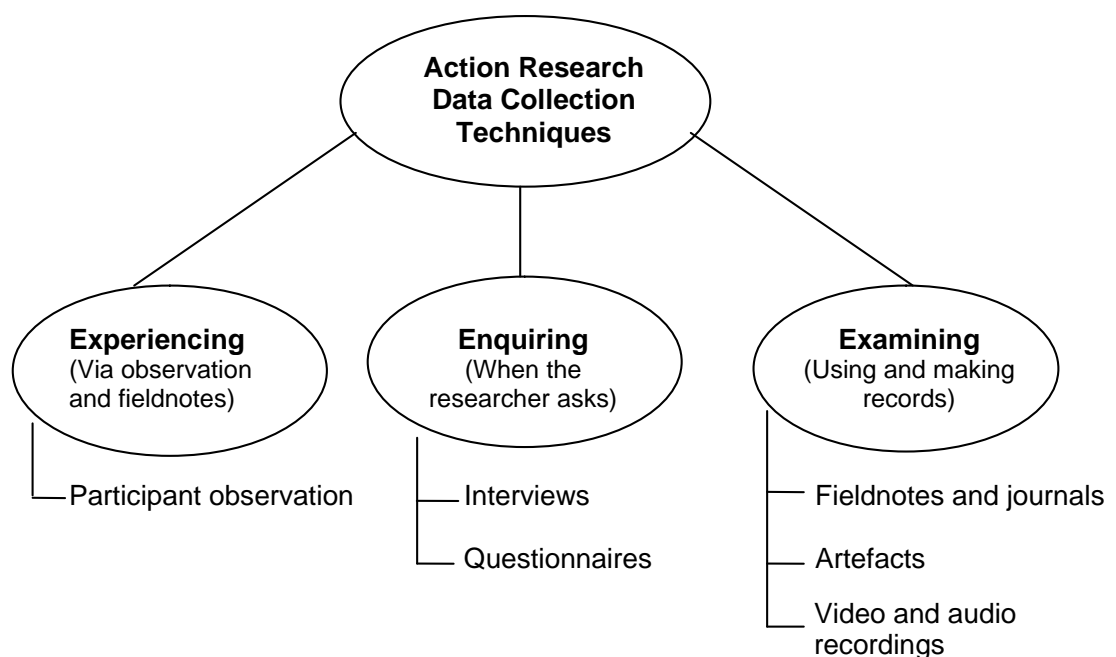 Action Research
Data Collection
Techniques
Experiencing
(Via observation
and fieldnotes)
Participant observation
Enquiring
(When the
researcher asks)
Interviews
Questionnaires
Examining
(Using and making
records)
Fieldnotes and journals
Artefacts
Video and audio
recordings